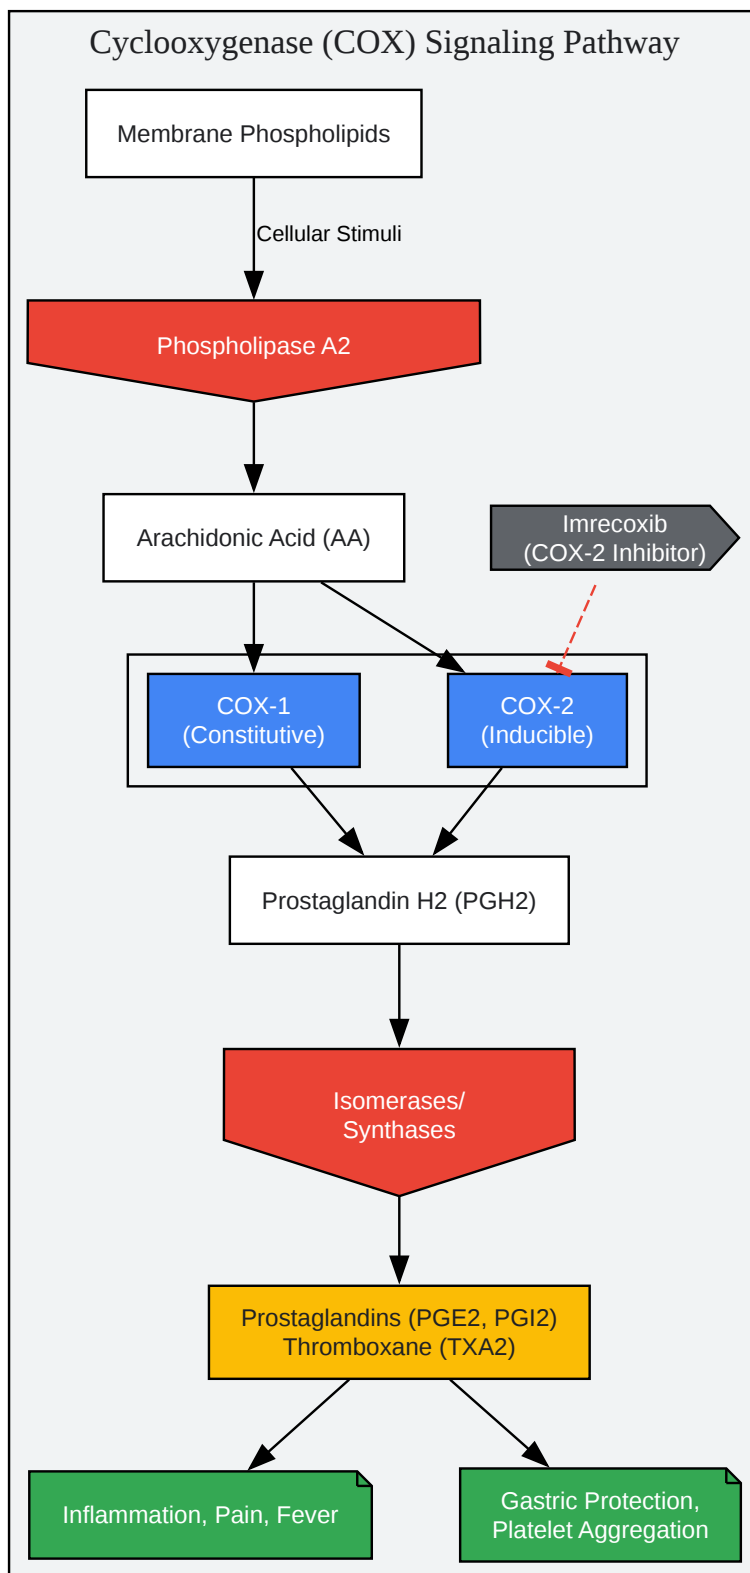 Cyclooxygenase (COX) Signaling Pathway
Membrane Phospholipids
Cellular Stimuli
Phospholipase A2
Arachidonic Acid (AA)
Imrecoxib
(COX-2 Inhibitor)
COX-1
(Constitutive)
COX-2
(Inducible)
Prostaglandin H2 (PGH2)
Isomerases/
Synthases
Prostaglandins (PGE2, PGI2)
Thromboxane (TXA2)
Inflammation, Pain, Fever
Gastric Protection,
Platelet Aggregation